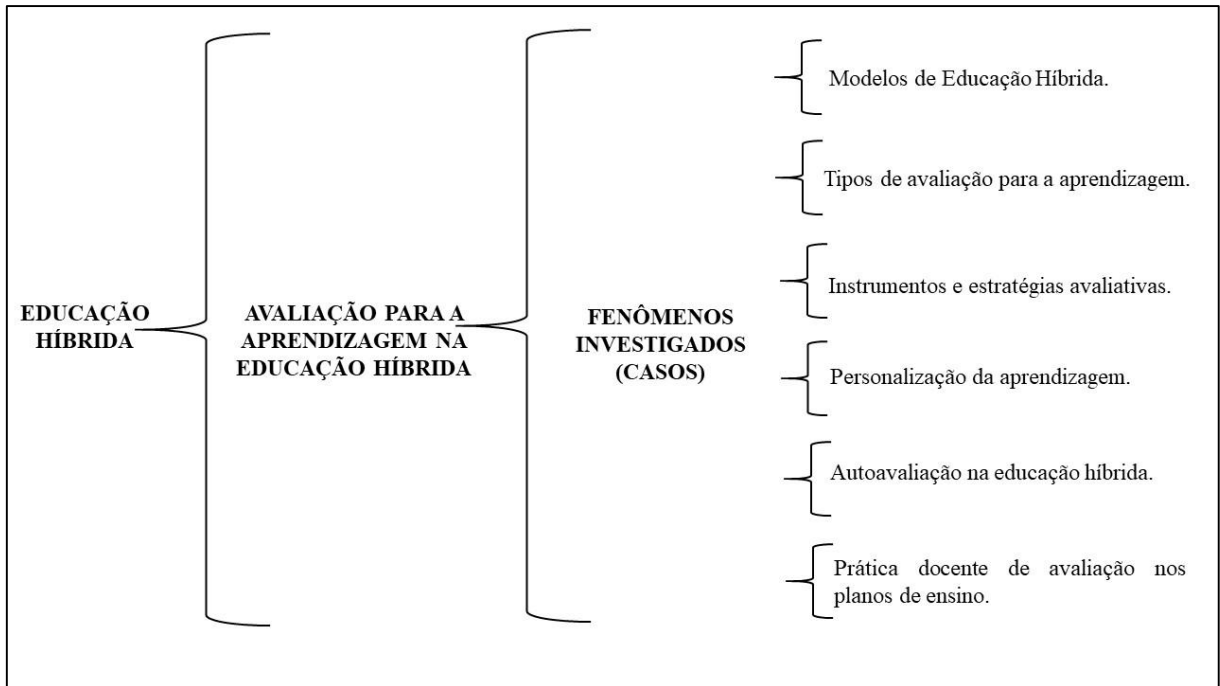 EDUCAÇÃO
HÍBRIDA
AVALIAÇÃO PARA A
APRENDIZAGEM NA
EDUCAÇÃO HÍBRIDA
FENÔMENOS
INVESTIGADOS
(CASOS)
Modelos de Educação Híbrida.
Tipos de avaliação para a aprendizagem.
Instrumentos e estratégias avaliativas.
Personalização da aprendizagem.
Autoavaliação na educação híbrida.
Prática docente de avaliação nos
planos de ensino.